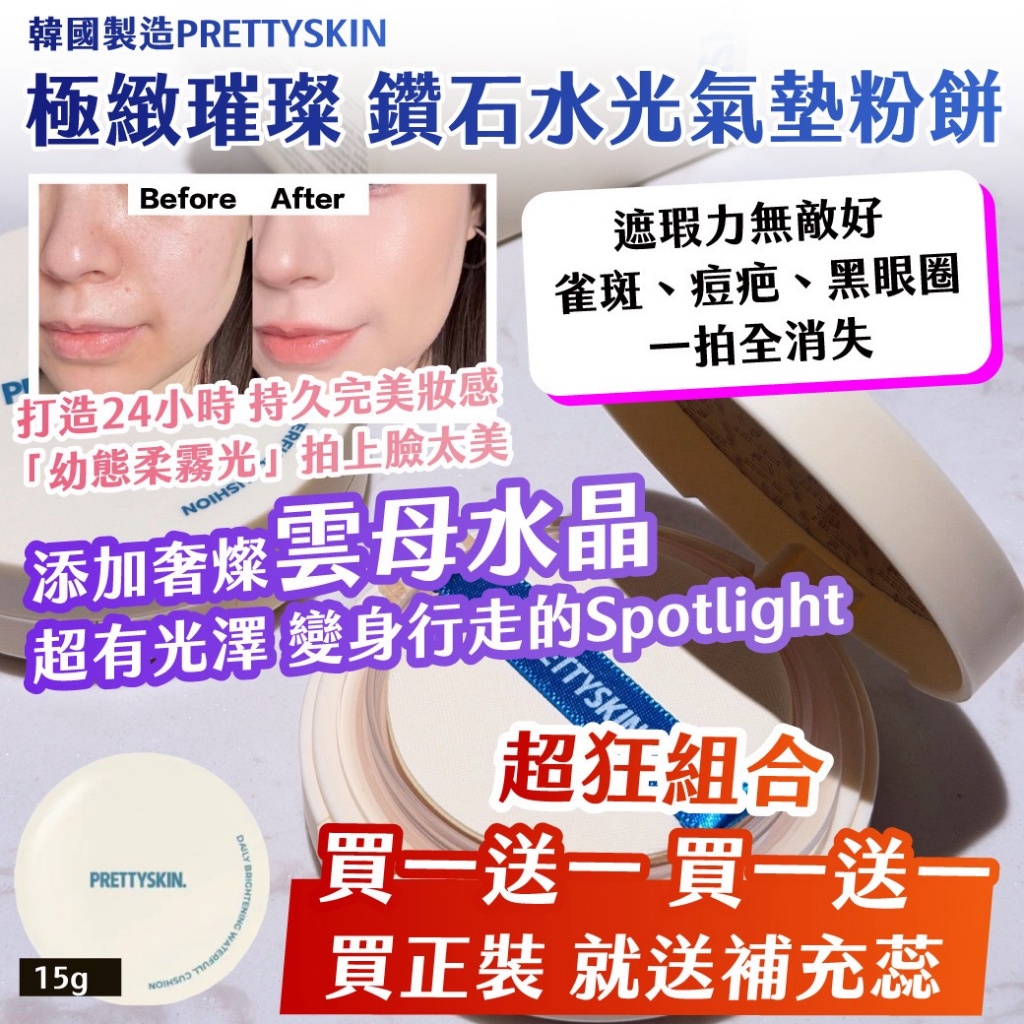 韓國製造PRETTYSKIN
極緻璀璨 鑽石水光氣墊粉餅
Before After
遮瑕力無敵好
雀斑、痘疤、黑眼圈
一拍全消失
打造24小時 持久完美妝感
「幼態柔霧光」拍上臉太美
CUSHION
添加奢燦雲母水晶
超有光澤 變身行走的Spotlight
ETTYSKIN
超狂組合
買一送一 買一送一
買正裝 就送補充蕊
PRETTYSKIN.
DAILY BRIGHTENING WATERFULL CUSHION
15g